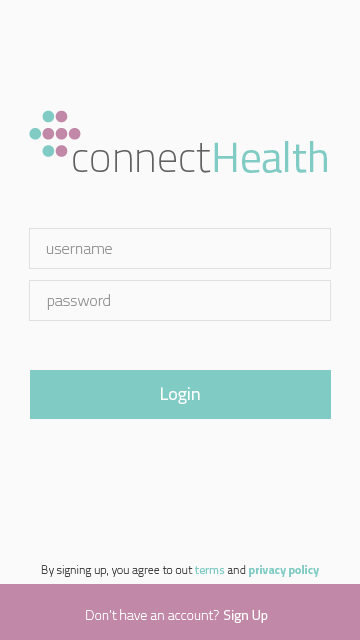 connectHealth
username
password
Login
By signing up, you agree to out terms and privacy policy
Don't have an account? Sign Up